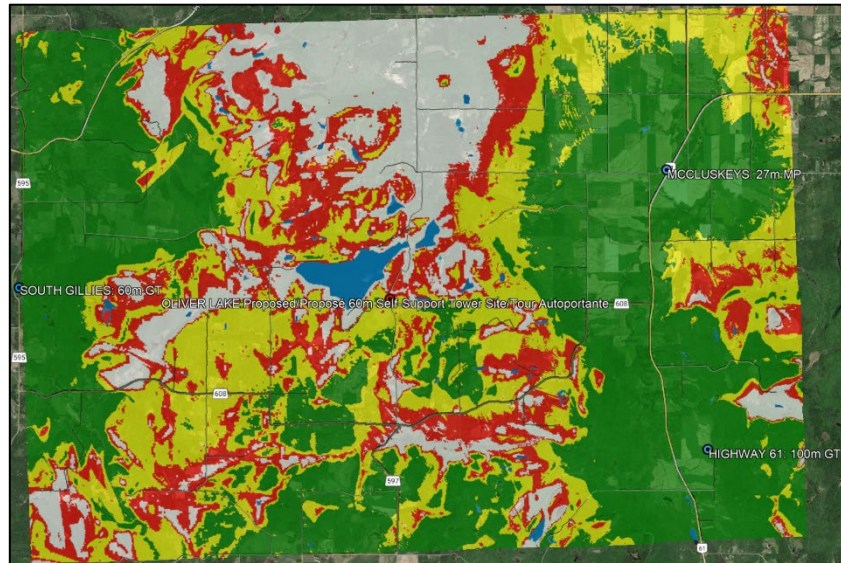 MCCLUSKEYS: 27m MP
595
SOUTH GILLIES: 60m GT
OLIVER LAKE Proposed/Propose 60m Self-Support Tower Site/Tour Autoportante
608
595
608
HIGHWAY 61: 100m GT
597
61